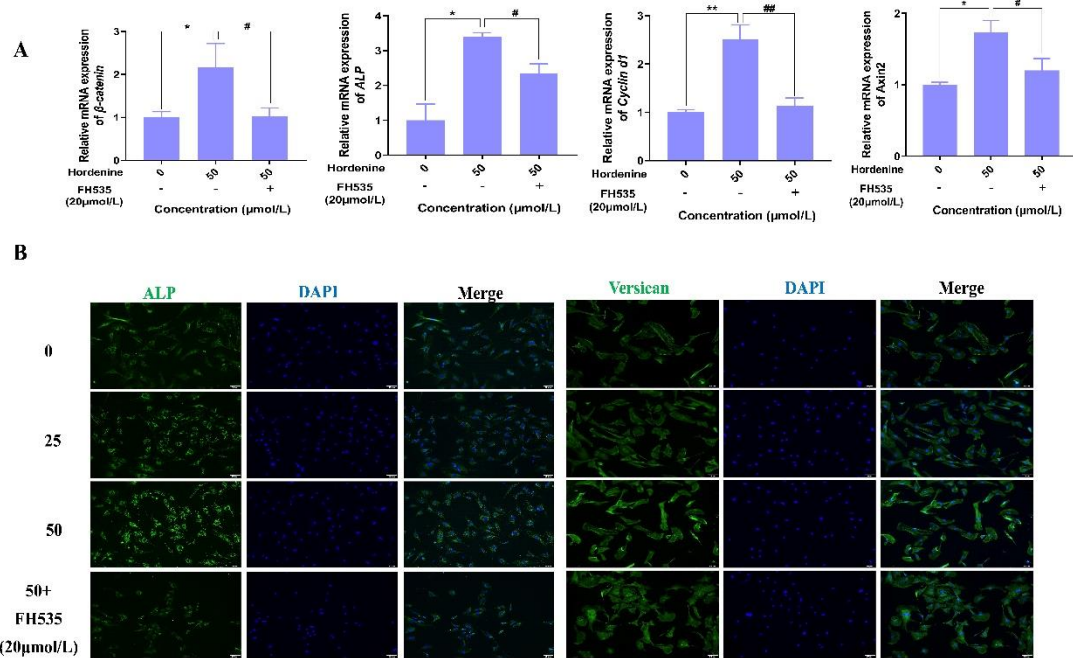 A
Relative mRNA expression
of β-catenin
3
2
1
0
*
#
Hordenine
0
50
50
FH535
(20μmol/L)
-
-
+
Concentration (μmol/L)
Relative mRNA expression
of ALP
4
3
2
1
0
*
#
Hordenine
0
50
50
FH535
(20μmol/L)
-
-
+
Concentration (μmol/L)
Relative mRNA expression
of Cyclin d1
3
2
1
0
**
##
Hordenine
0
50
50
FH535
(20μmol/L)
-
-
+
Concentration (μmol/L)
Relative mRNA expression
of Axin2
2
1
0
*
#
Hordenine
0
50
50
FH535
(20μmol/L)
-
-
+
Concentration (μmol/L)
B
ALP DAPI Merge Versican DAPI Merge
0
25
50
50+
FH535
(20μmol/L)